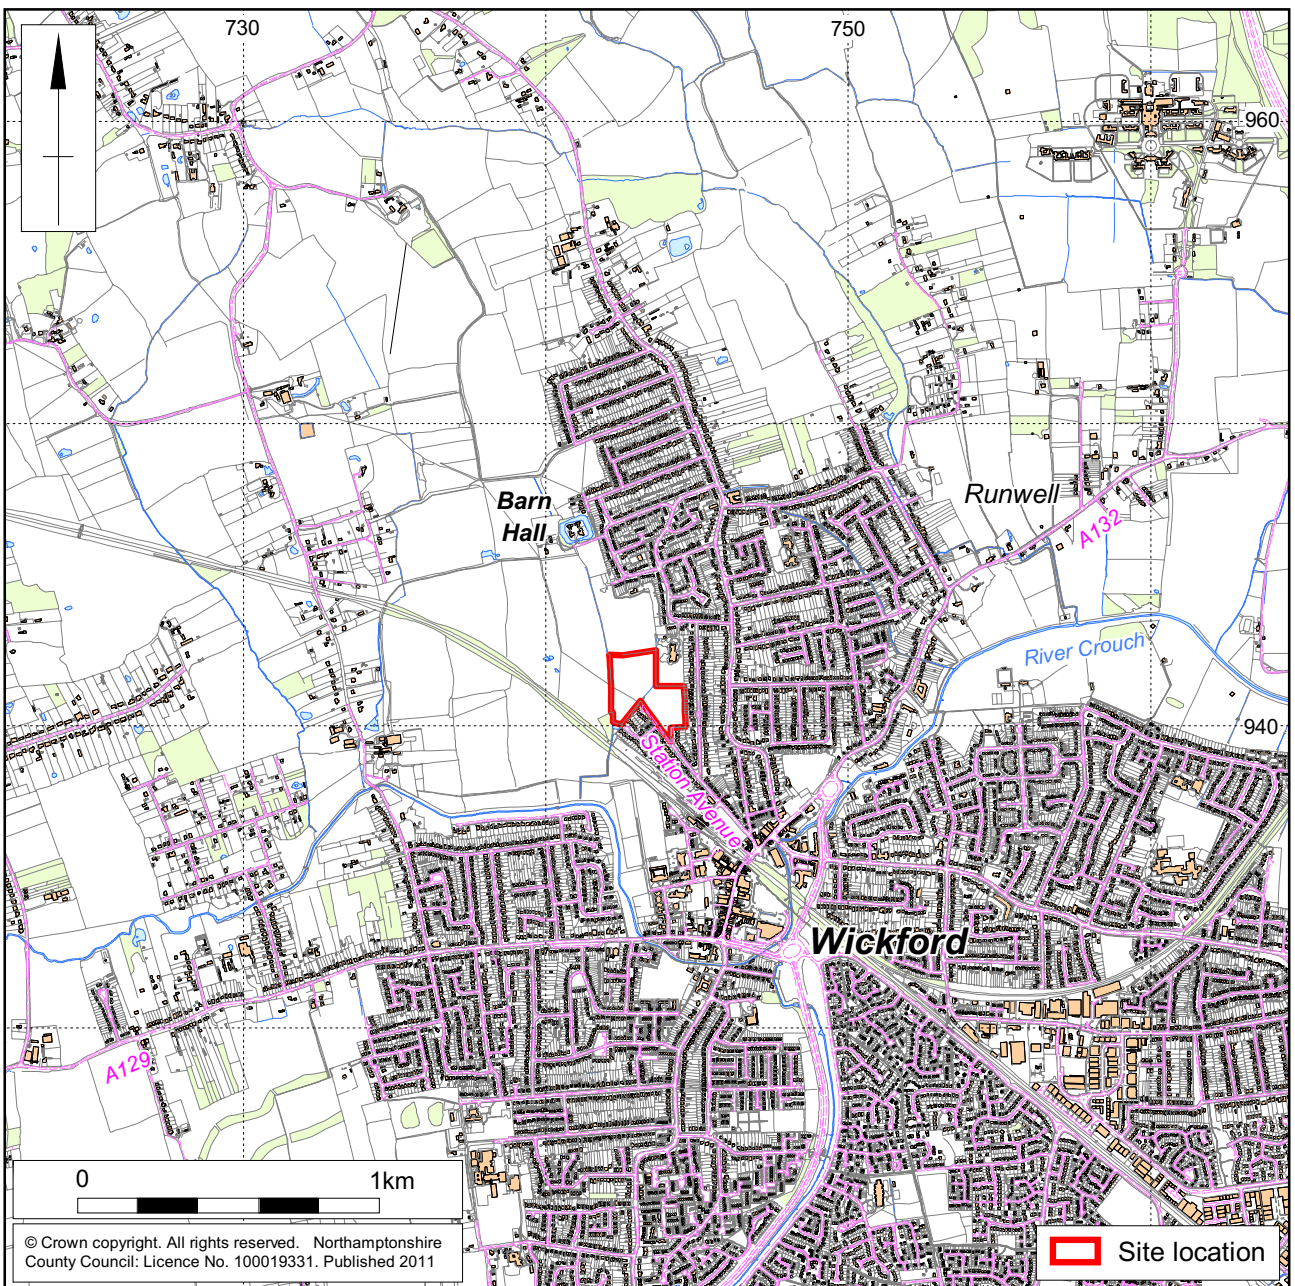 730
750
960
Barn
Hall
Runwell
A132
River Crouch
940
Station Avenue
Wickford
A129
0 1km
© Crown copyright. All rights reserved. Northamptonshire
County Council: Licence No. 100019331. Published 2011
Site location